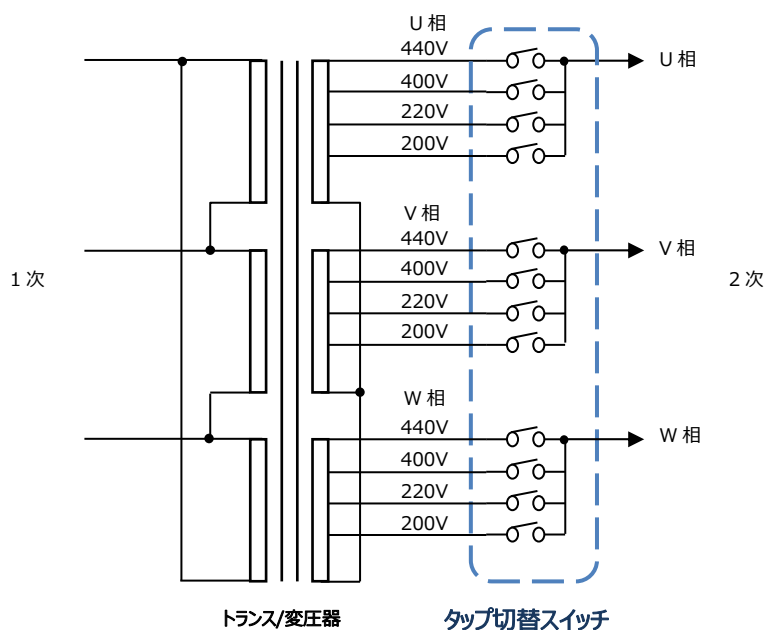 U 相
440V
400V
220V
200V
U 相
V 相
440V
400V
220V
200V
V 相
1 次
2 次
W 相
440V
400V
220V
200V
W 相
トランス/変圧器
タップ切替スイッチ